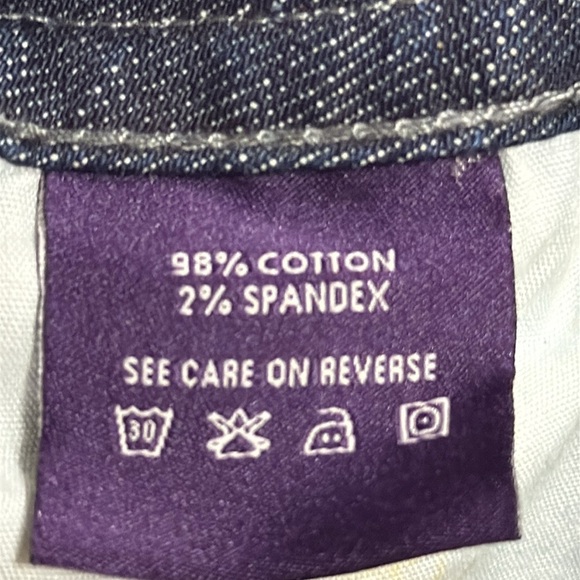 98% COTTON
2% SPANDEX
SEE CARE ON REVERSE
30